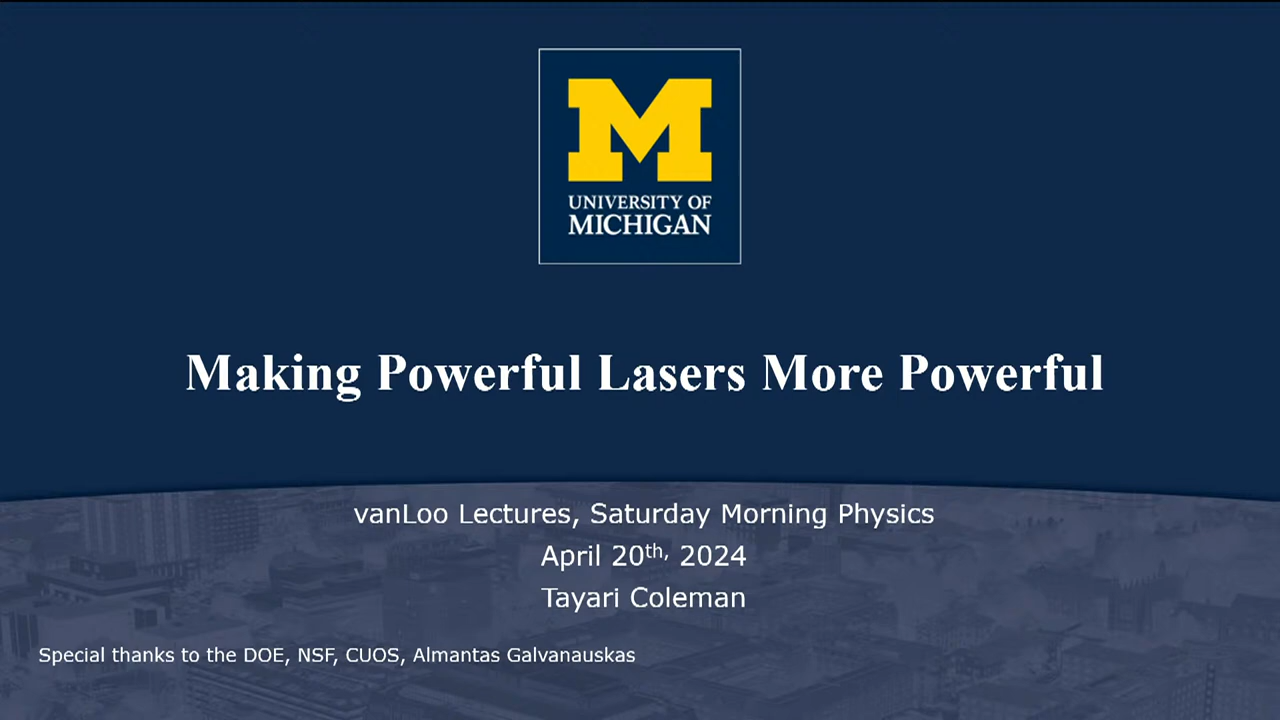 M
UNIVERSITY OF
MICHIGAN
Making Powerful Lasers More Powerful
vanLoo Lectures, Saturday Morning Physics
April 20th, 2024
Tayari Coleman
Special thanks to the DOE, NSF, CUOS, Almantas Galvanauskas